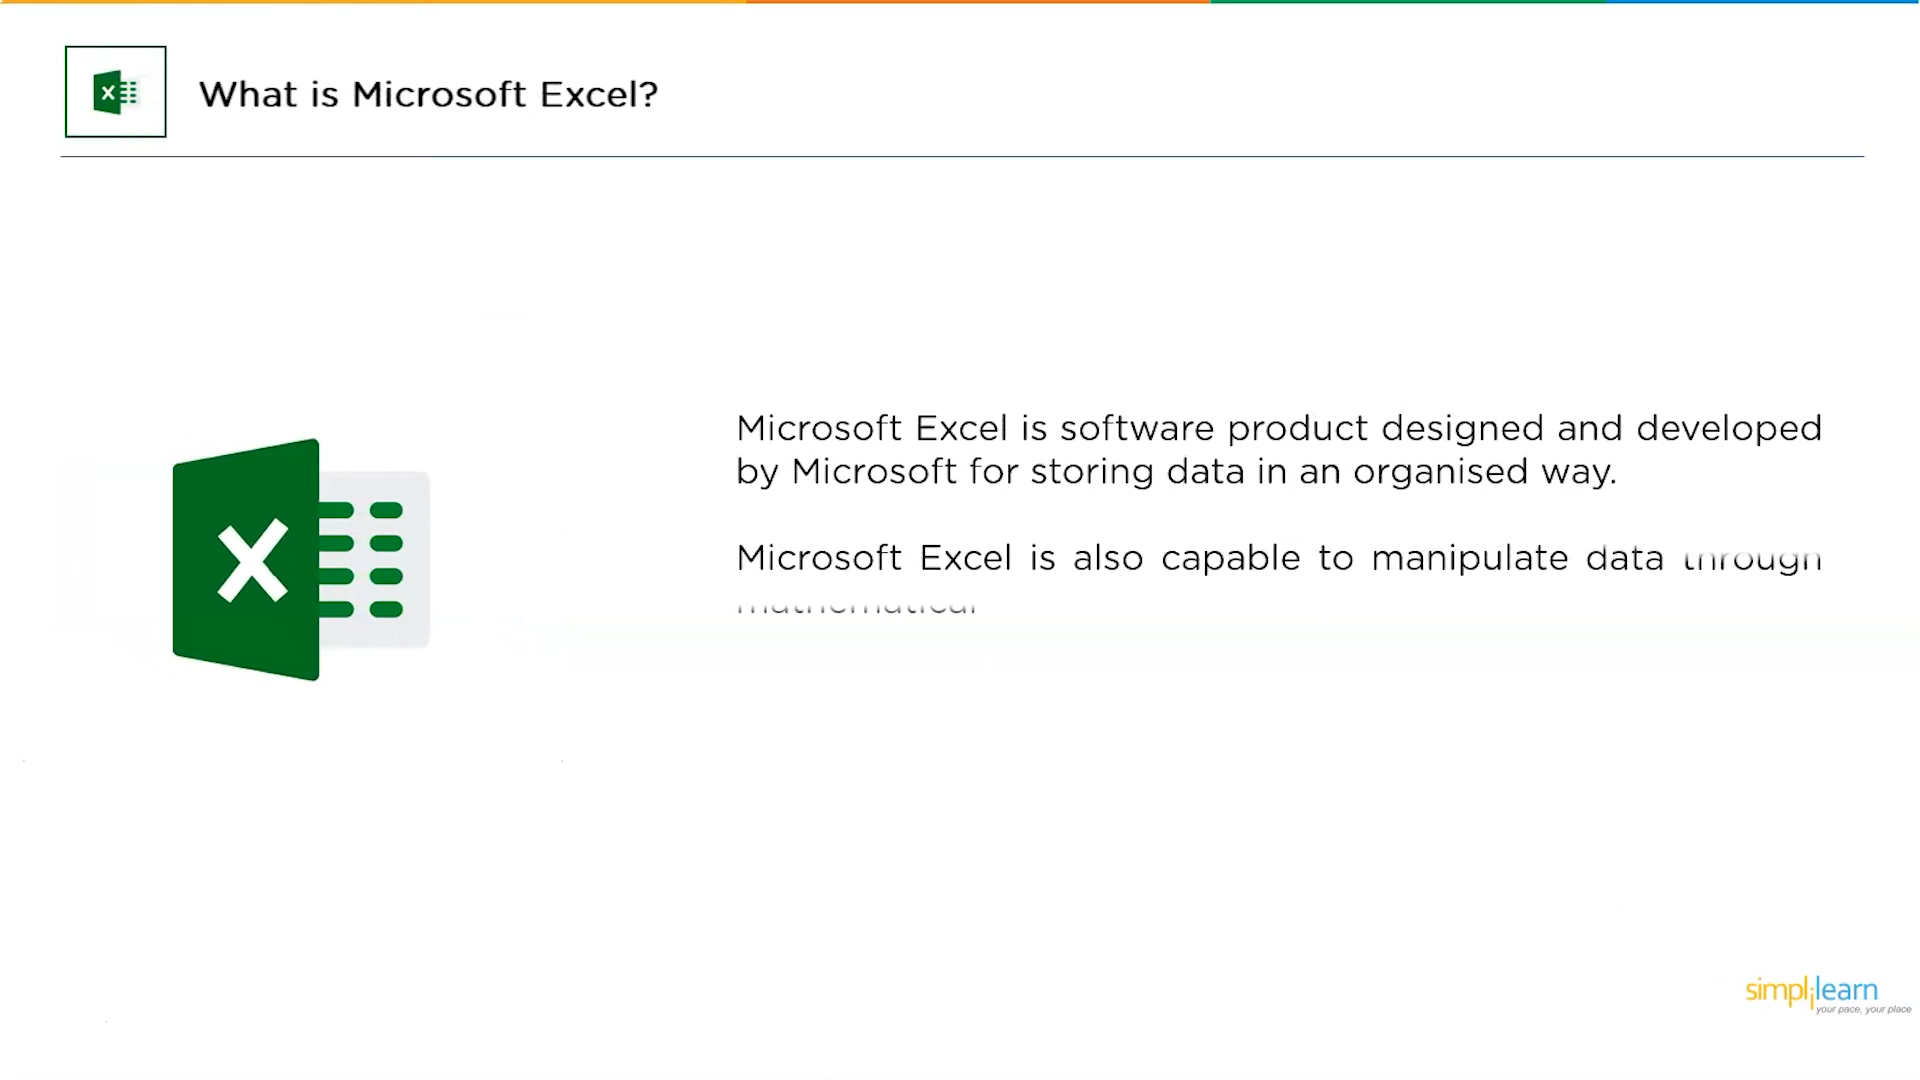 What is Microsoft Excel?
Microsoft Excel is software product designed and developed
by Microsoft for storing data in an organised way.
Microsoft Excel is also capable to manipulate data through
mathematical
simplilearn
your pace, your place